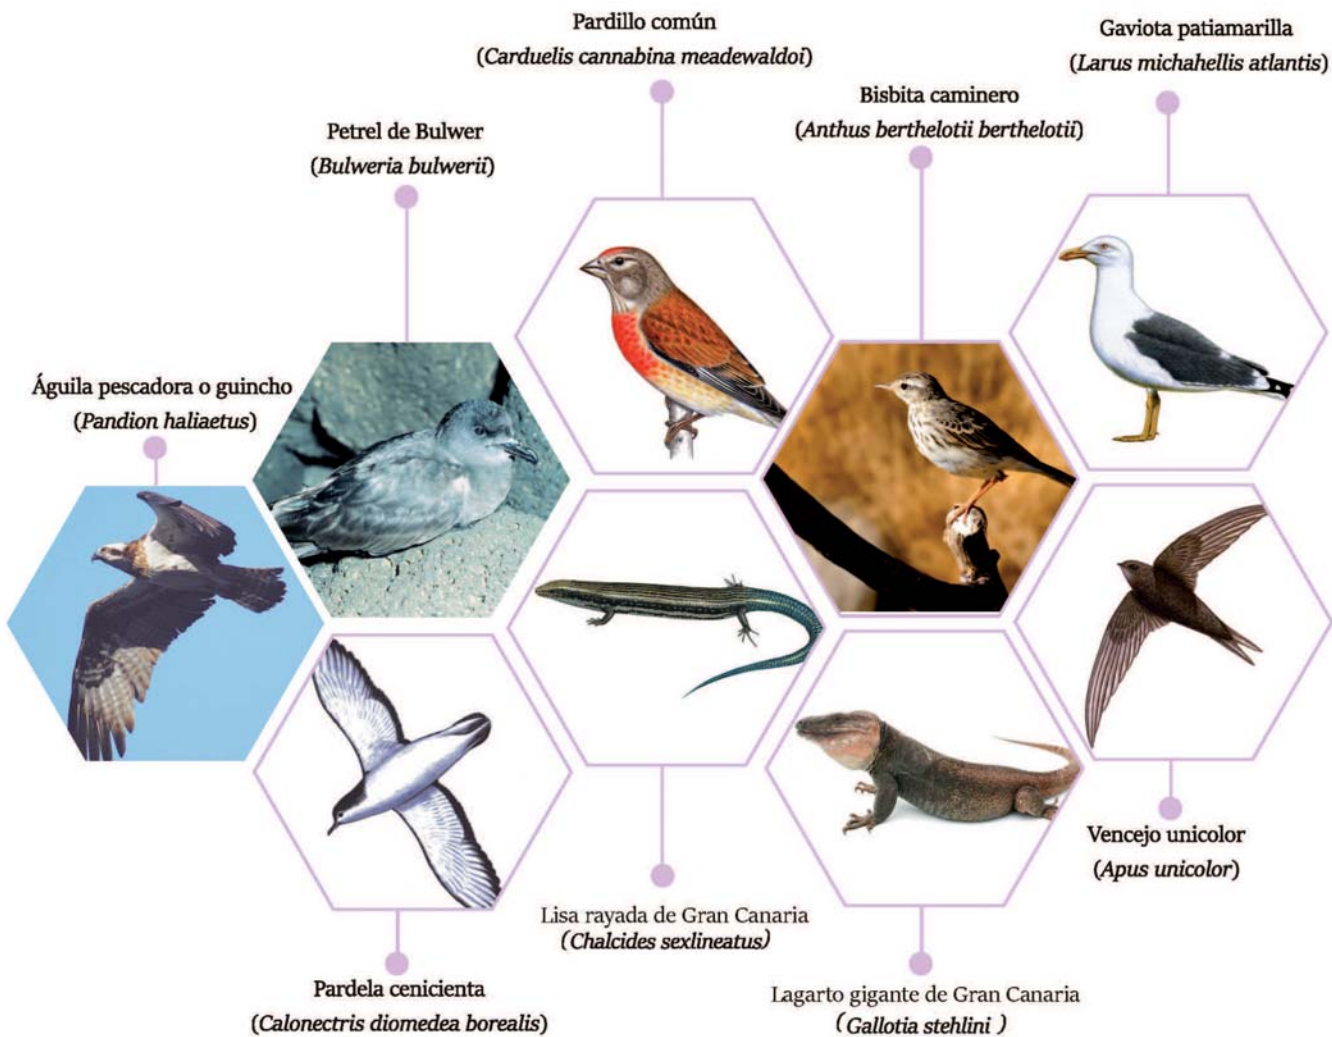 Pardillo común
(Carduelis cannabina meadewaldoi)
Gaviota patiamarilla
(Larus michahellis atlantis)
Bisbita caminero
(Anthus berthelotii berthelotii)
Petrel de Bulwer
(Bulweria bulwerii)
Águila pescadora o guincho
(Pandion haliaetus)
Vencejo unicolor
(Apus unicolor)
Lisa rayada de Gran Canaria
(Chalcides sexlineatus)
Pardela cenicienta
(Calonectris diomedea borealis)
Lagarto gigante de Gran Canaria
(Gallotia stehlini )